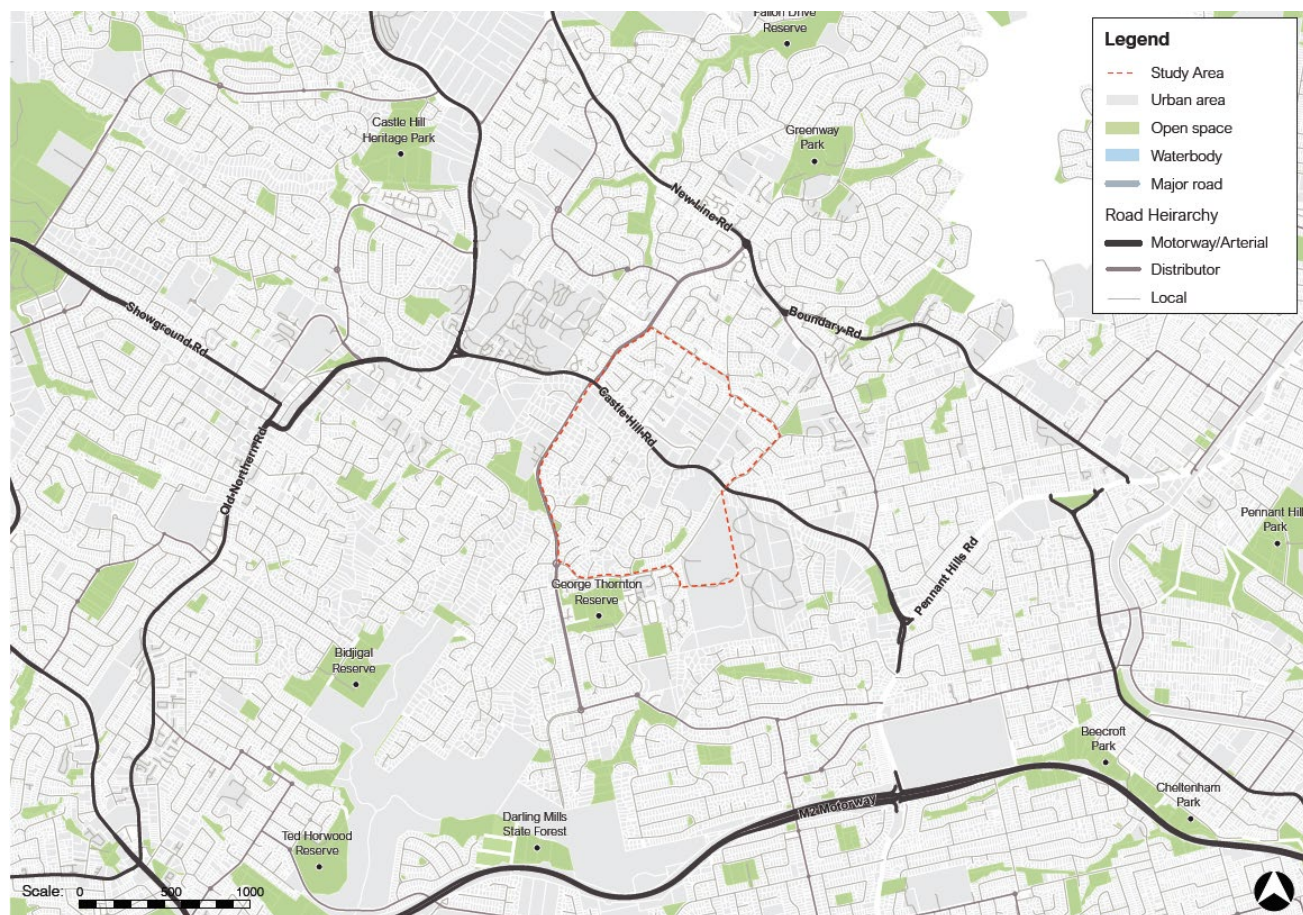 Fallon Drive
Reserve
Legend
Study Area
Urban area
Open space
Waterbody
Major road
Road Heirarchy
Motorway/Arterial
Distributor
Local
Castle Hill
Heritage Park
Greenway
Park
New Line Rd
Showground Rd
Boundary Rd
Castle Hill Rd
Old Northern Rd
Pennant Hills
Park
Pennant Hills Rd
George Thornton
Reserve
Bidjigal
Reserve
Beecroft
Park
Cheltenham
Park
M2 Motorway
Darling Mills
State Forest
Ted Horwood
Reserve
Scale: 0 500 1000